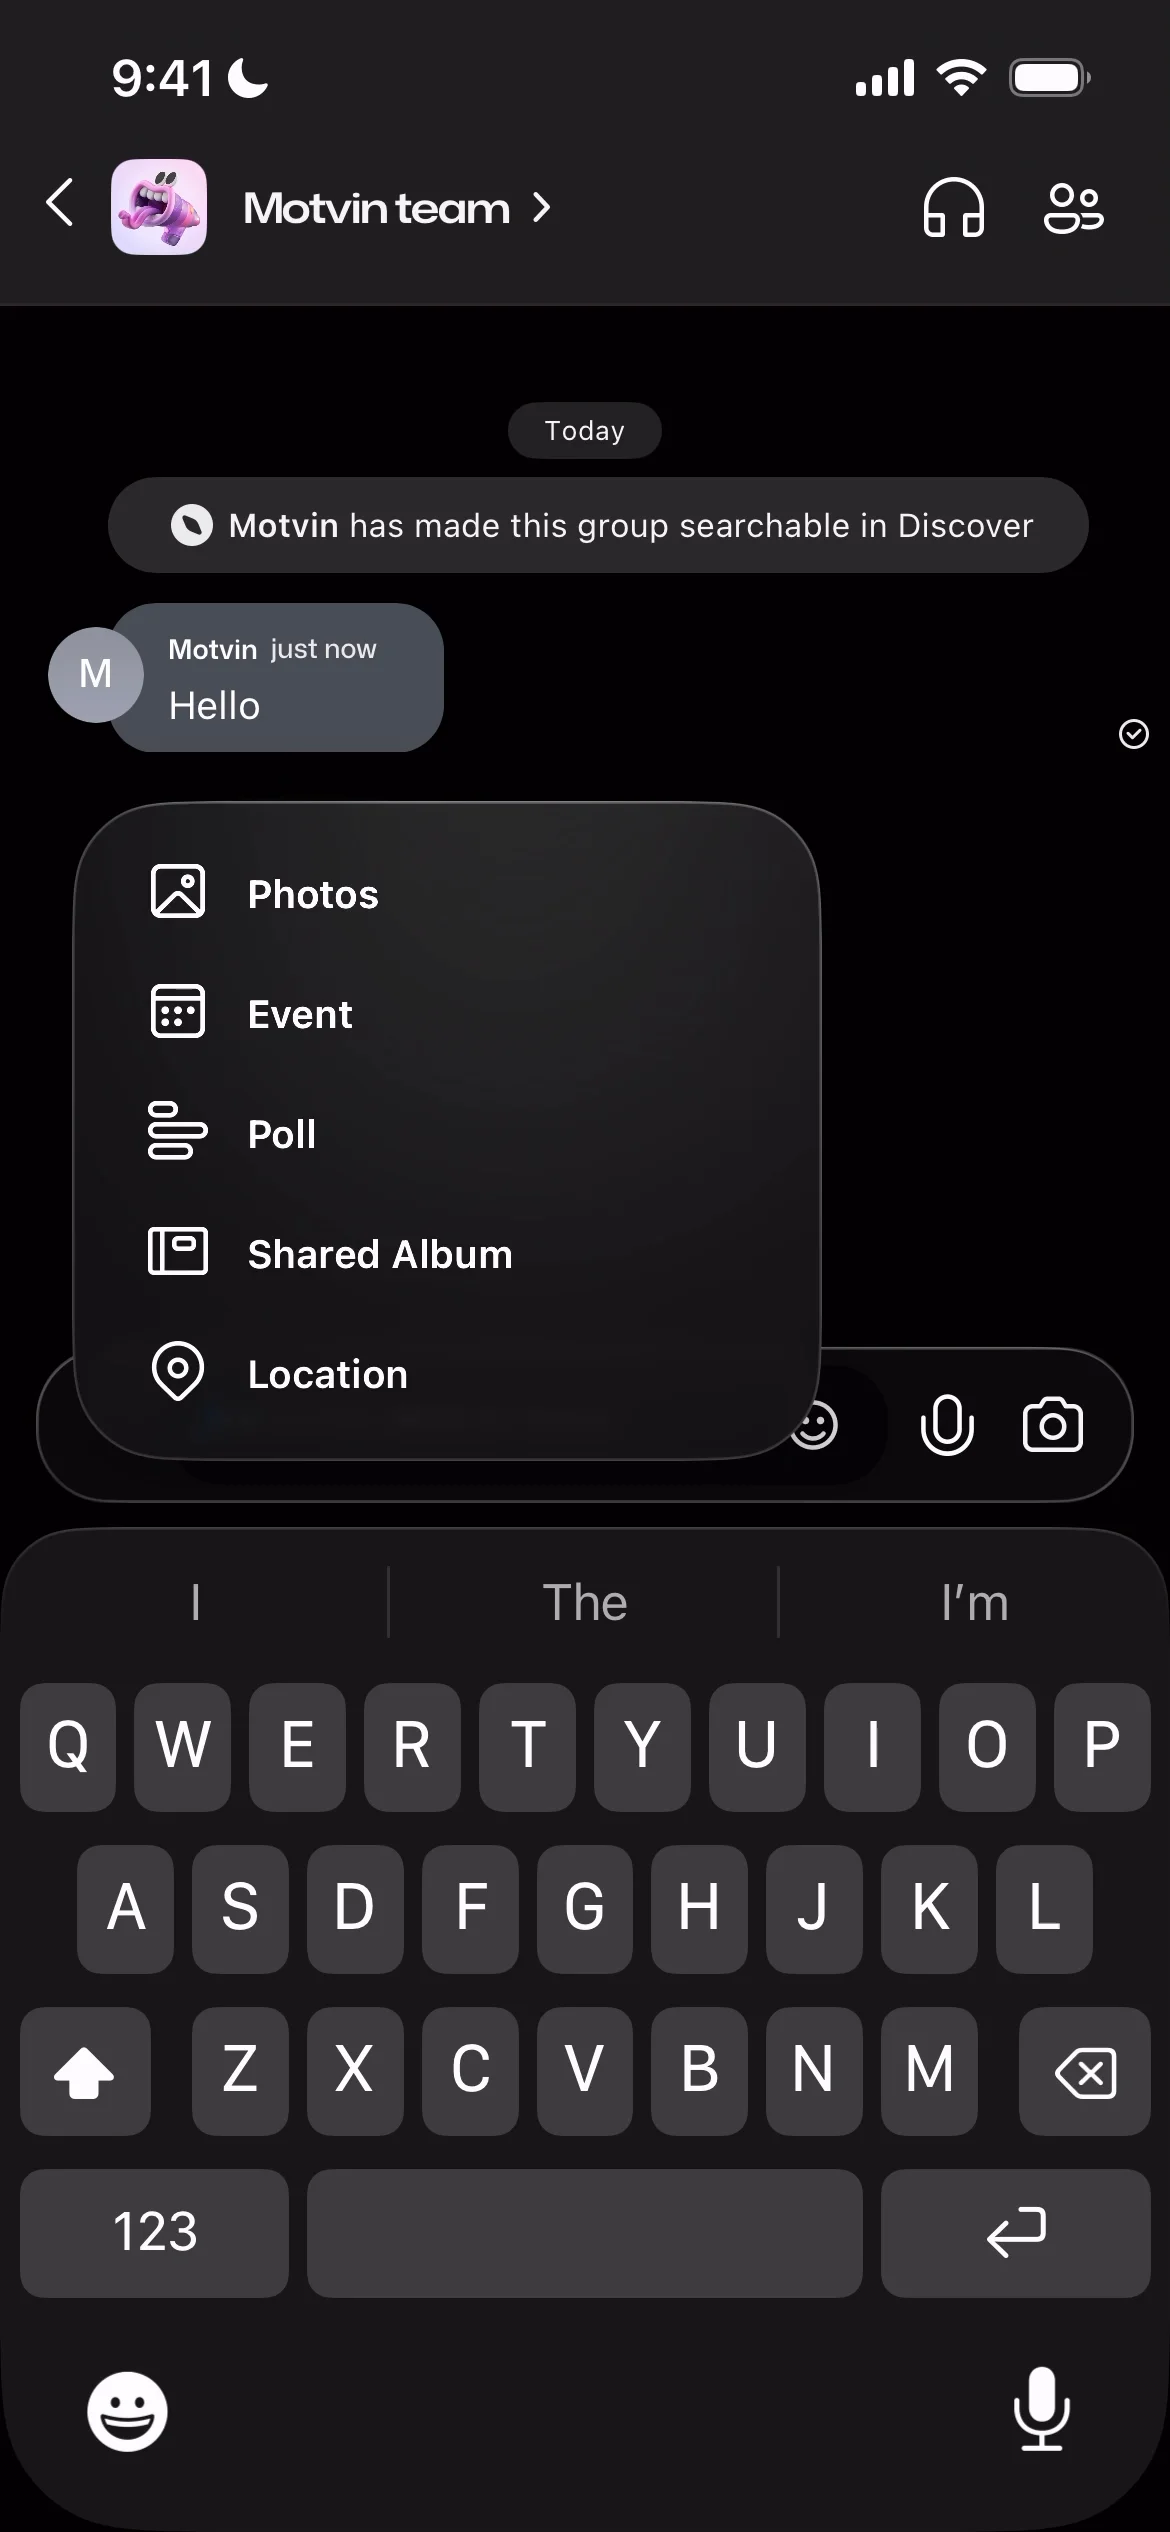 9:41
Motvin team
Today
Motvin has made this group searchable in Discover
M
Motvin just now
Hello
Photos
Event
Poll
Shared Album
Location
I The I'm
Q W E R T Y U I O P
A S D F G H J K L
Z X C V B N M
123